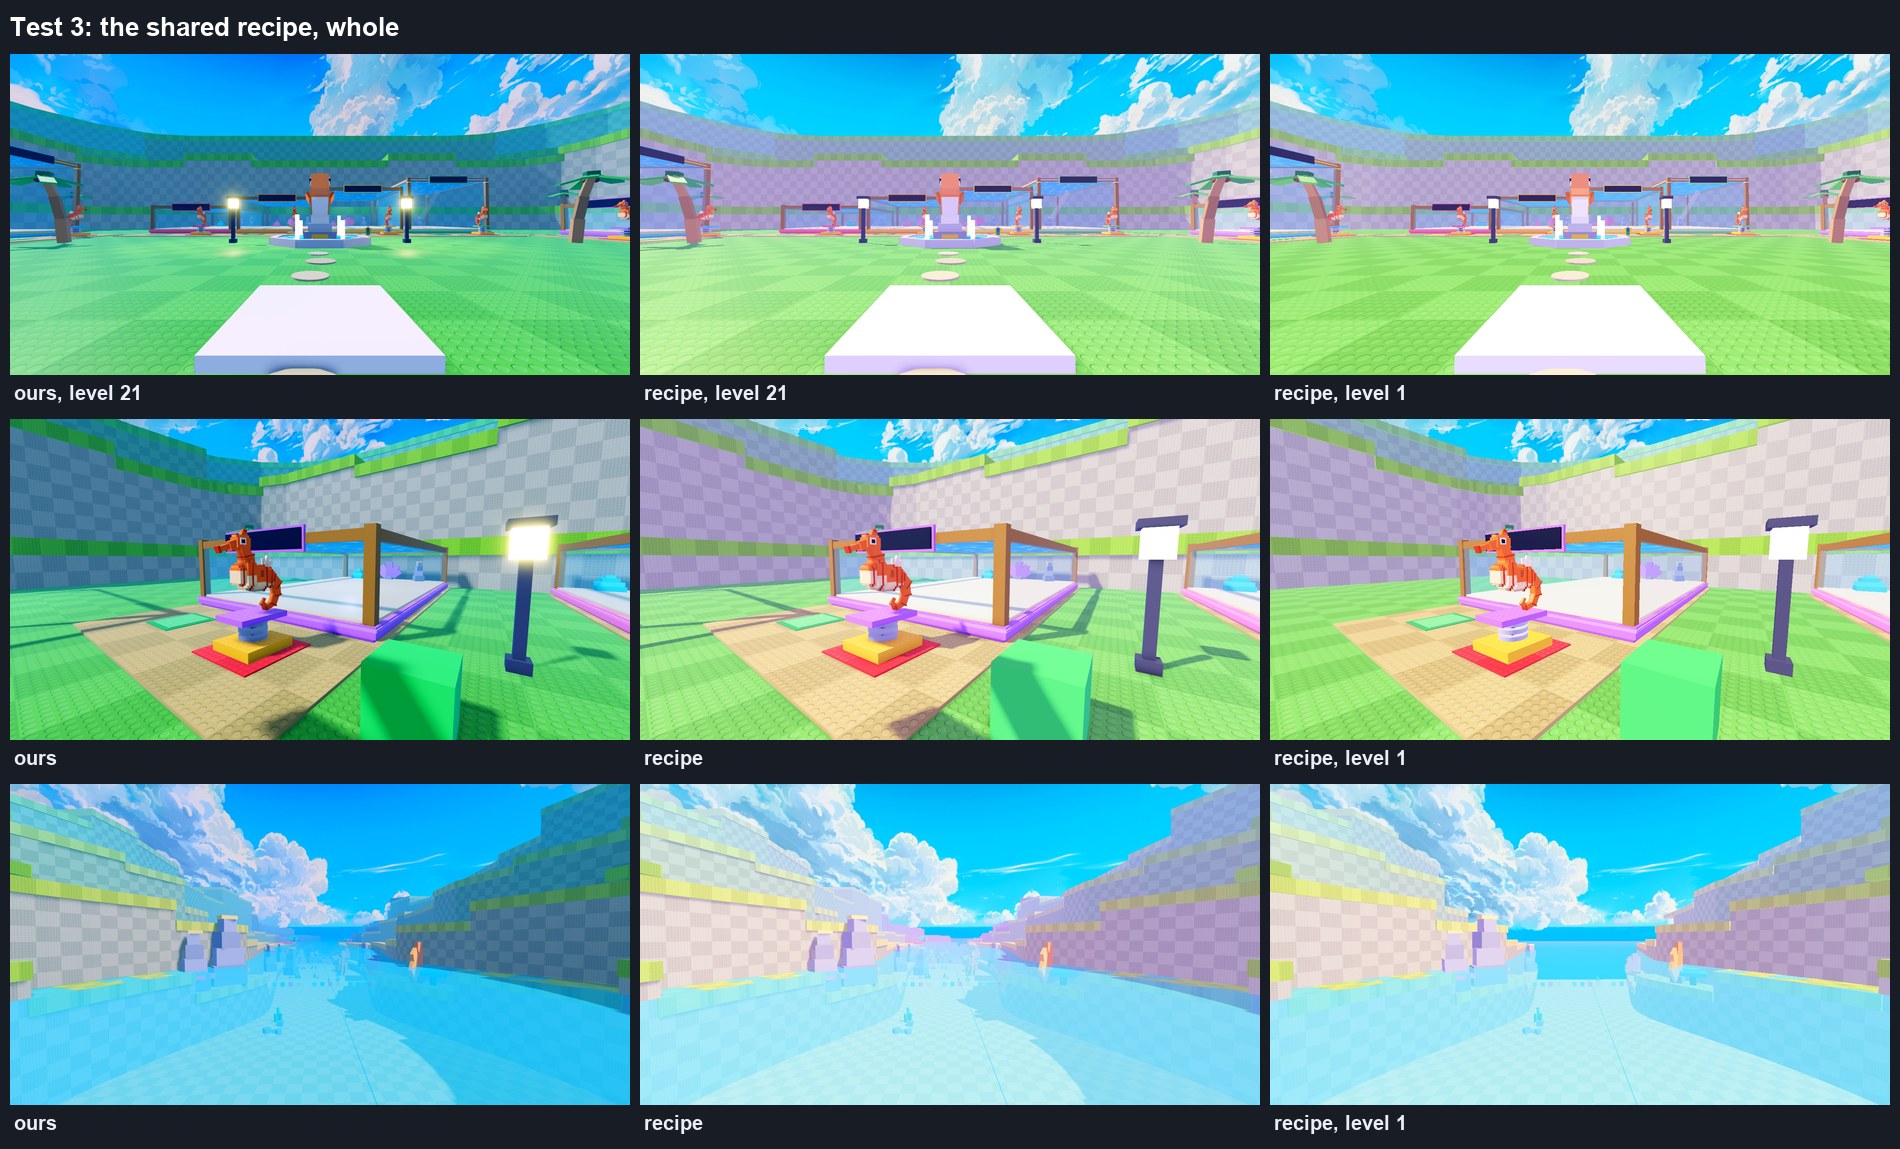 Test 3: the shared recipe, whole
ours, level 21
recipe, level 21
recipe, level 1
ours
recipe
recipe, level 1
ours
recipe
recipe, level 1